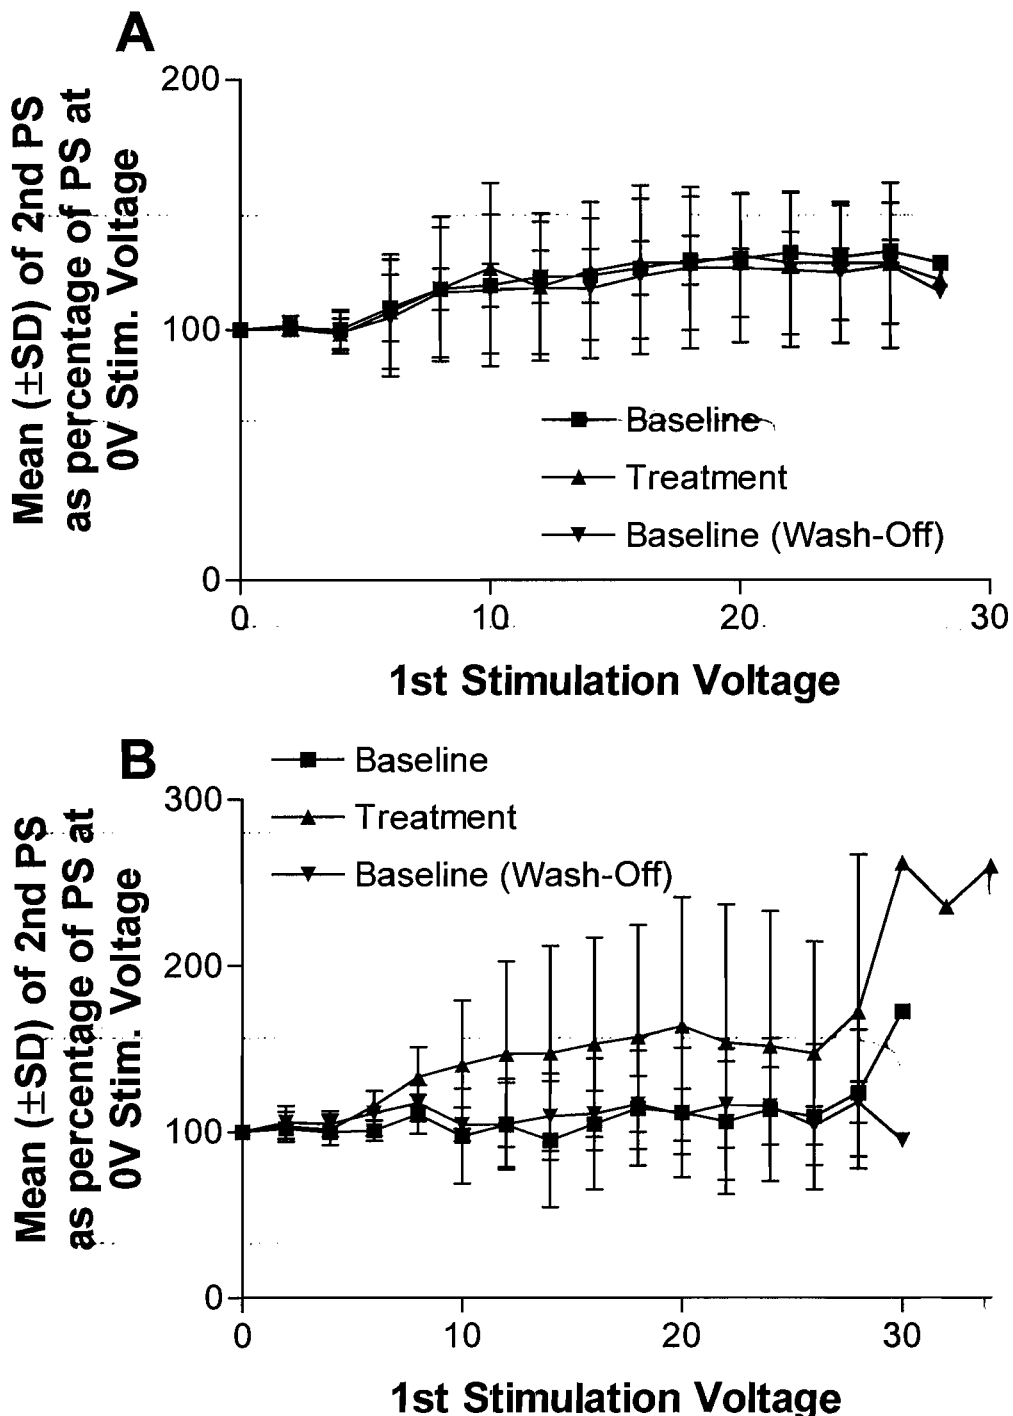 A
Mean (±SD) of 2nd PS
as percentage of PS at
0V Stim. Voltage
200
100
0
Baseline
Treatment
Baseline (Wash-Off)
0 10 20 30
1st Stimulation Voltage
B
Baseline
Treatment
Baseline (Wash-Off)
Mean (±SD) of 2nd PS
as percentage of PS at
0V Stim. Voltage
300
200
100
0
0 10 20 30
1st Stimulation Voltage